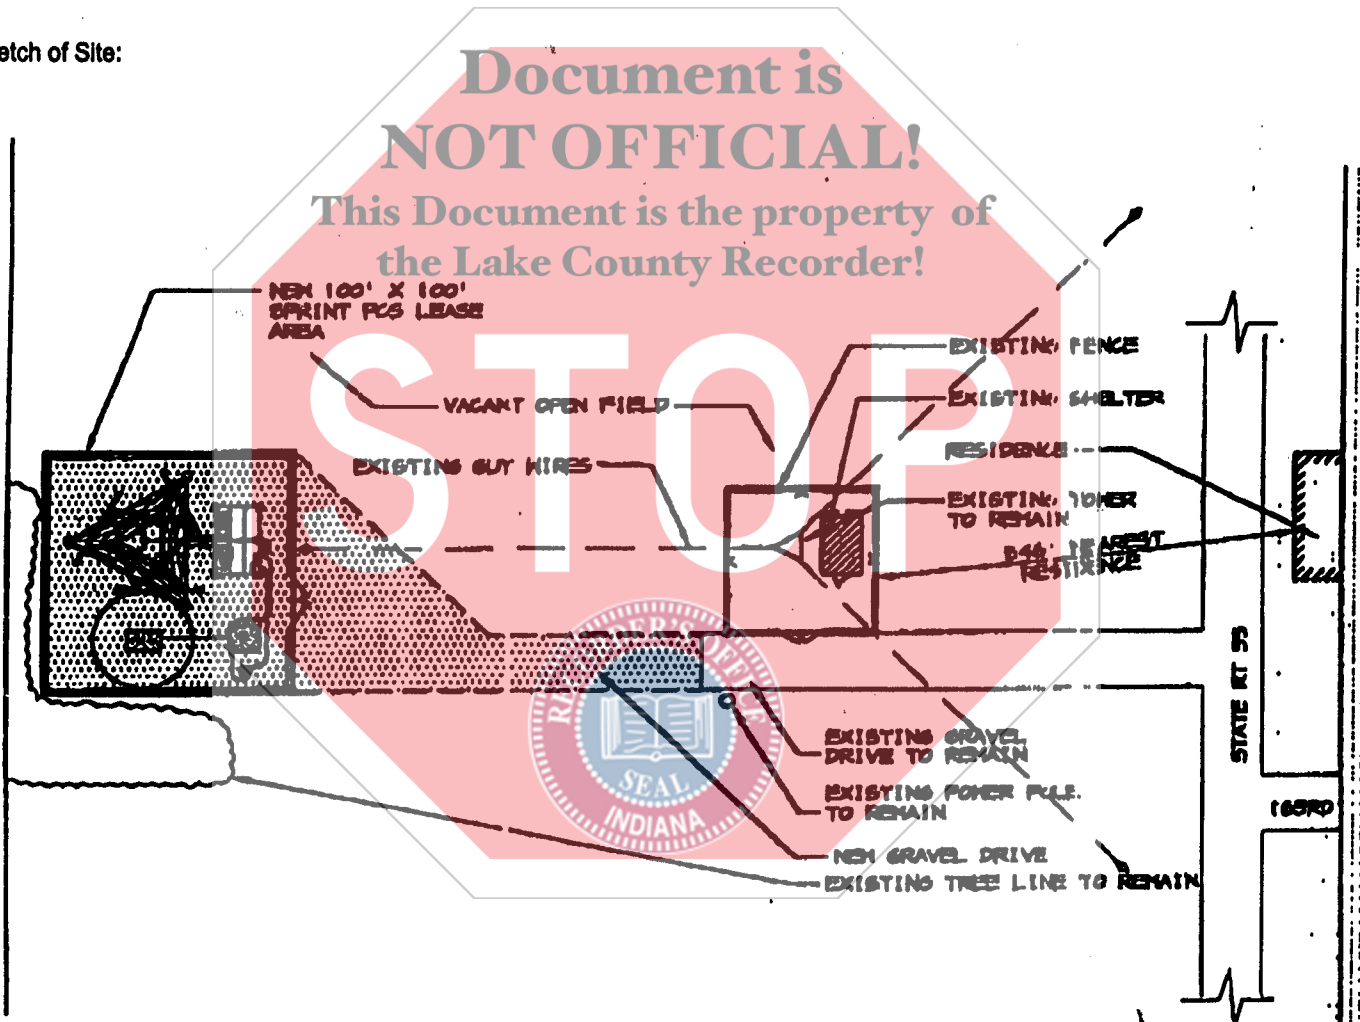 etch of Site:
Document is
NOT OFFICIAL!
This Document is the property of
the Lake County Recorder!
STOP
NEW 100' X 100'
SPRINT PCS LEASE
AREA
VACANT OPEN FIELD
EXISTING GUY WIRES
EXISTING FENCE
EXISTING SHELTER
RESIDENCE
EXISTING TOWER
TO REMAIN
NEAREST
RESIDENCE
STATE RT 55
EXISTING GRAVEL
DRIVE TO REMAIN
EXISTING POWER POLE
TO REMAIN
NEW GRAVEL DRIVE
EXISTING TREE LINE TO REMAIN
163RD
RECORDER'S OFFICE
SEAL
INDIANA